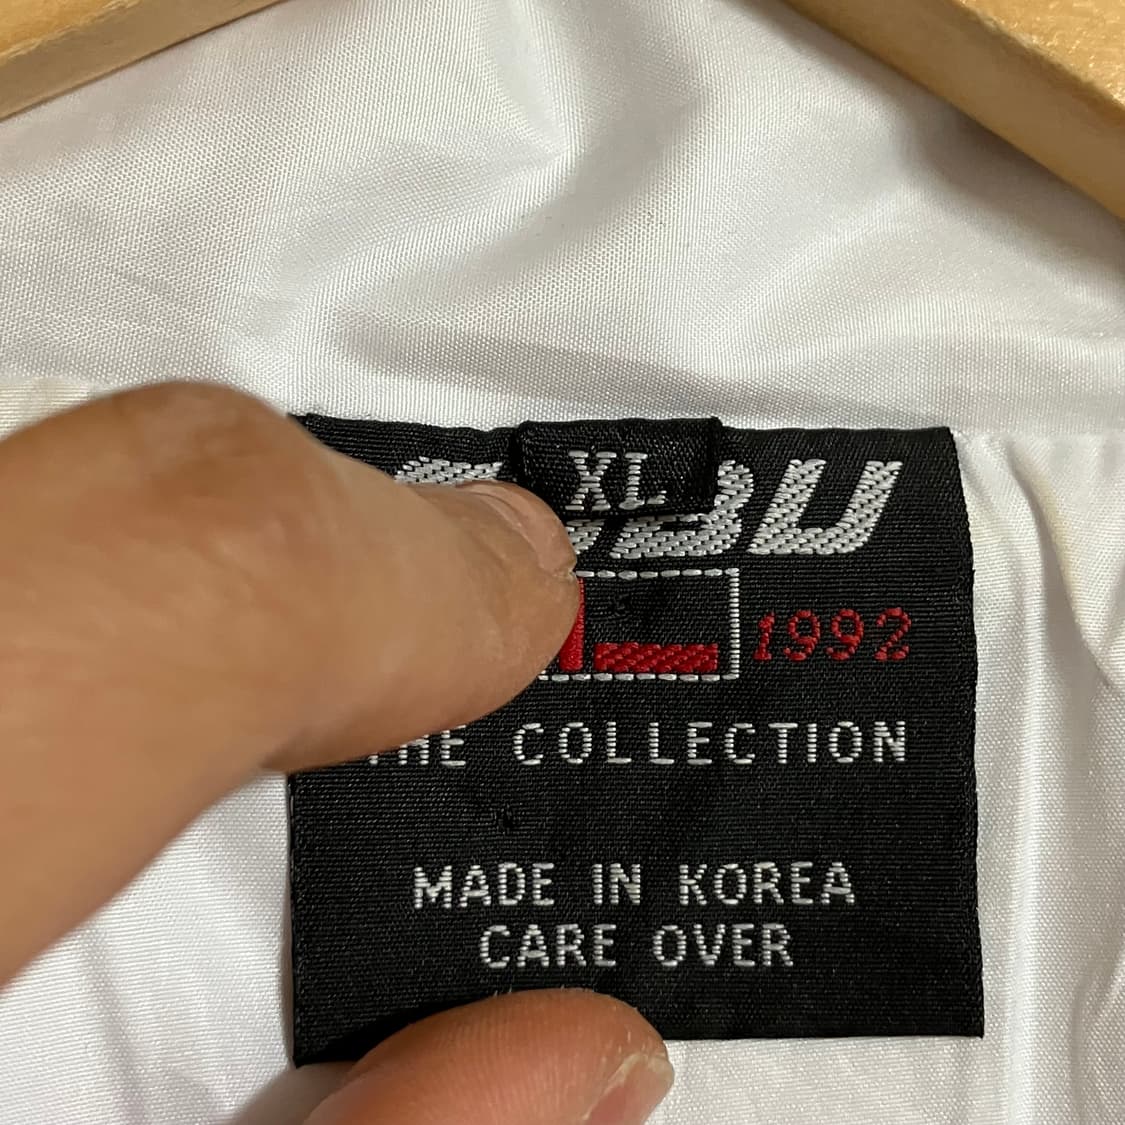 XL
1992
THE COLLECTION
MADE IN KOREA
CARE OVER